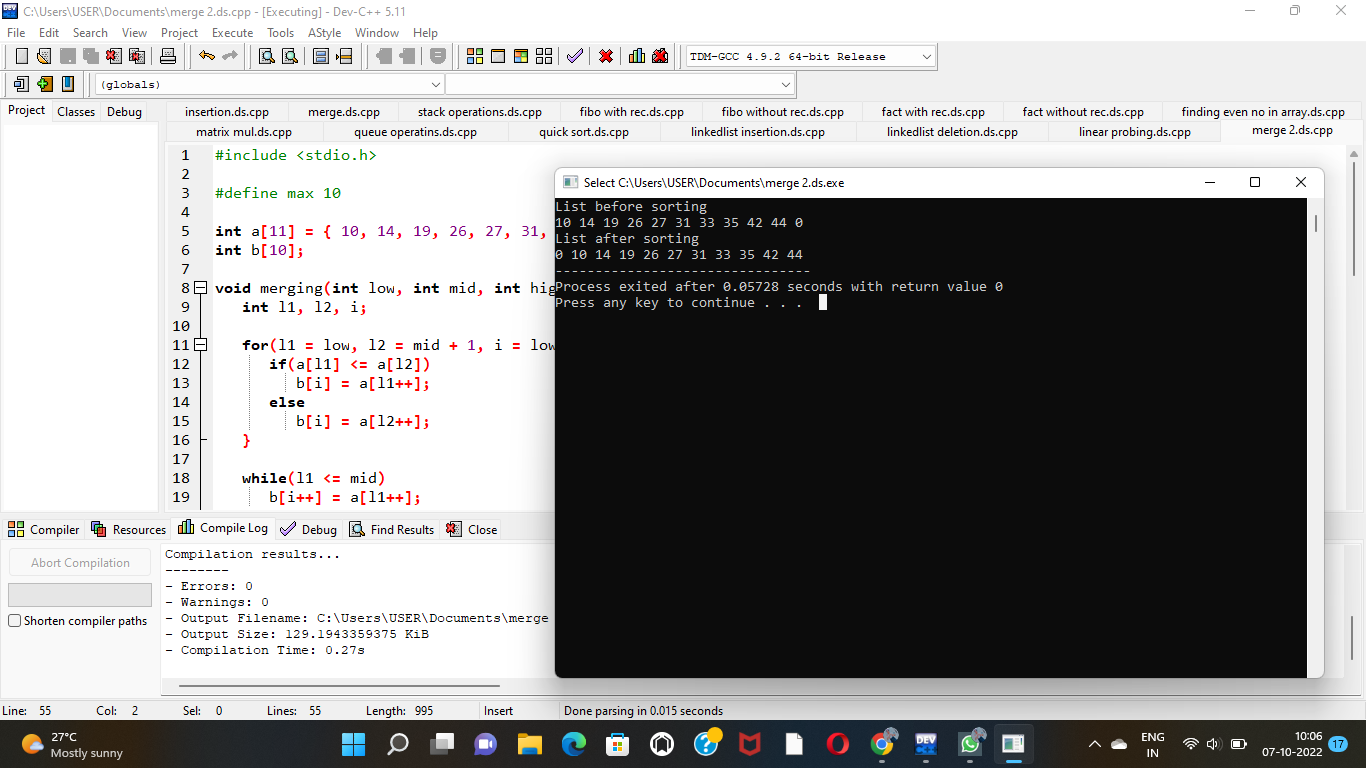 C:\Users\USER\Documents\merge 2.ds.cpp - [Executing] - Dev-C++ 5.11
File Edit Search View Project Execute Tools AStyle Window Help
TDM-GCC 4.9.2 64-bit Release
(globals)
Project Classes Debug
insertion.ds.cpp merge.ds.cpp stack operations.ds.cpp fibo with rec.ds.cpp fibo without rec.ds.cpp fact with rec.ds.cpp fact without rec.ds.cpp finding even no in array.ds.cpp
matrix mul.ds.cpp queue operatins.ds.cpp quick sort.ds.cpp linkedlist insertion.ds.cpp linkedlist deletion.ds.cpp linear probing.ds.cpp merge 2.ds.cpp
1 #include <stdio.h>
2
3 #define max 10
4
5 int a[11] = { 10, 14, 19, 26, 27, 31,
6 int b[10];
7
8 void merging(int low, int mid, int hig
9 int l1, l2, i;
10
11 for(l1 = low, l2 = mid + 1, i = low
12 if(a[l1] <= a[l2])
13 b[i] = a[l1++];
14 else
15 b[i] = a[l2++];
16 }
17
18 while(l1 <= mid)
19 b[i++] = a[l1++];
Select C:\Users\USER\Documents\merge 2.ds.exe
List before sorting
10 14 19 26 27 31 33 35 42 44 0
List after sorting
0 10 14 19 26 27 31 33 35 42 44
--------------------------------
Process exited after 0.05728 seconds with return value 0
Press any key to continue . . .
Compiler Resources Compile Log Debug Find Results Close
Abort Compilation
Shorten compiler paths
Compilation results...
--------
- Errors: 0
- Warnings: 0
- Output Filename: C:\Users\USER\Documents\merge
- Output Size: 129.1943359375 KiB
- Compilation Time: 0.27s
Line: 55 Col: 2 Sel: 0 Lines: 55 Length: 995 Insert Done parsing in 0.015 seconds
27°C
Mostly sunny
DEV
ENG
IN
10:06
07-10-2022
17